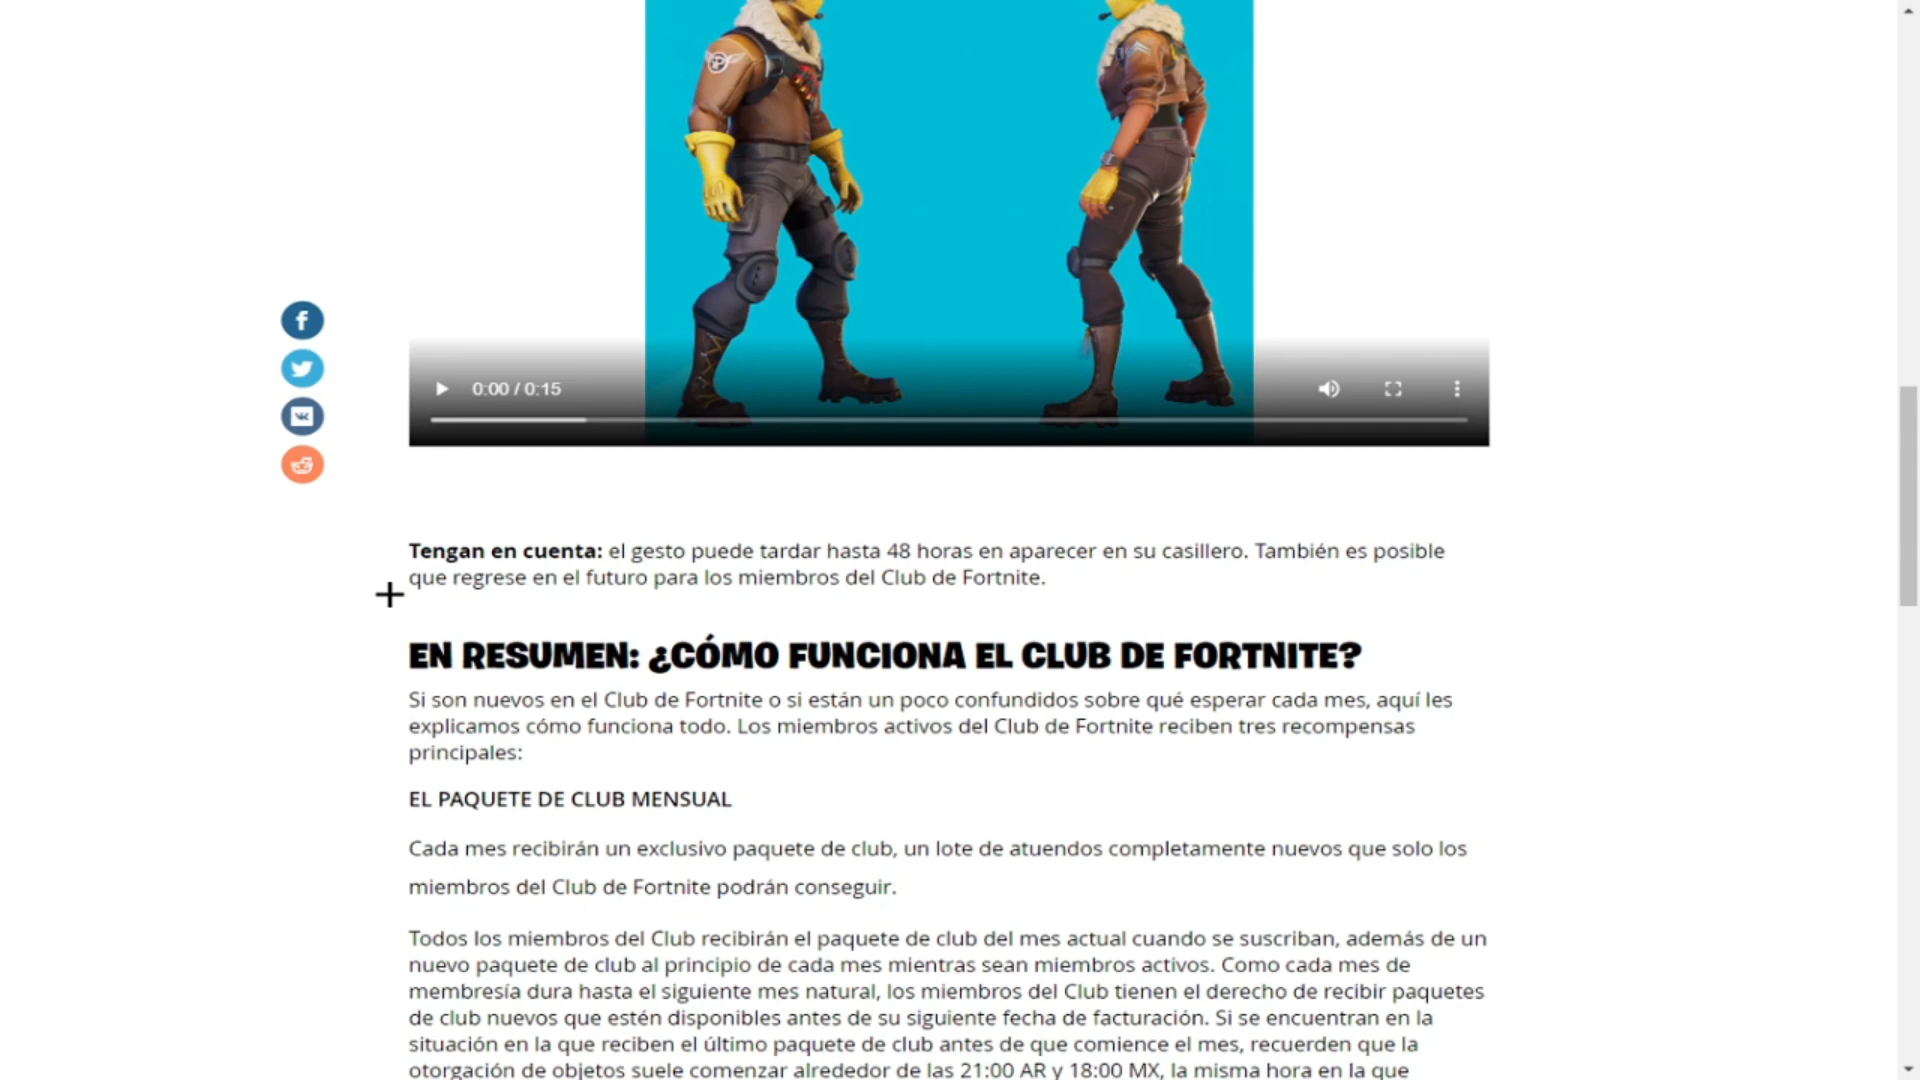 0:00 / 0:15
Tengan en cuenta: el gesto puede tardar hasta 48 horas en aparecer en su casillero. También es posible
que regrese en el futuro para los miembros del Club de Fortnite.
EN RESUMEN: ¿CÓMO FUNCIONA EL CLUB DE FORTNITE?
Si son nuevos en el Club de Fortnite o si están un poco confundidos sobre qué esperar cada mes, aquí les
explicamos cómo funciona todo. Los miembros activos del Club de Fortnite reciben tres recompensas
principales:
EL PAQUETE DE CLUB MENSUAL
Cada mes recibirán un exclusivo paquete de club, un lote de atuendos completamente nuevos que solo los
miembros del Club de Fortnite podrán conseguir.
Todos los miembros del Club recibirán el paquete de club del mes actual cuando se suscriban, además de un
nuevo paquete de club al principio de cada mes mientras sean miembros activos. Como cada mes de
membresía dura hasta el siguiente mes natural, los miembros del Club tienen el derecho de recibir paquetes
de club nuevos que estén disponibles antes de su siguiente fecha de facturación. Si se encuentran en la
situación en la que reciben el último paquete de club antes de que comience el mes, recuerden que la
otorgación de objetos suele comenzar alrededor de las 21:00 AR y 18:00 MX, la misma hora en la que